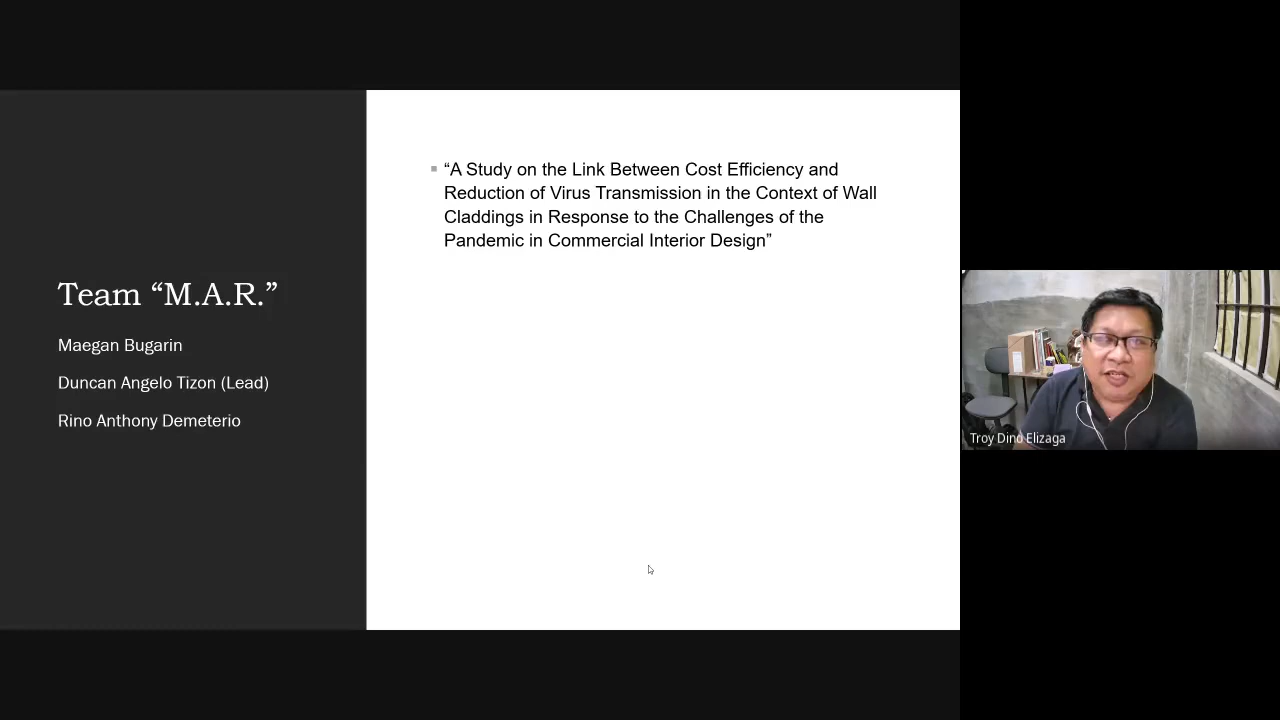 “A Study on the Link Between Cost Efficiency and
Reduction of Virus Transmission in the Context of Wall
Claddings in Response to the Challenges of the
Pandemic in Commercial Interior Design”
Team “M.A.R.”
Maegan Bugarin
Duncan Angelo Tizon (Lead)
Rino Anthony Demeterio
Troy Dino Elizaga